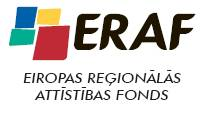 ERAF
EIROPAS REĢIONĀLĀS
ATTĪSTĪBAS FONDS